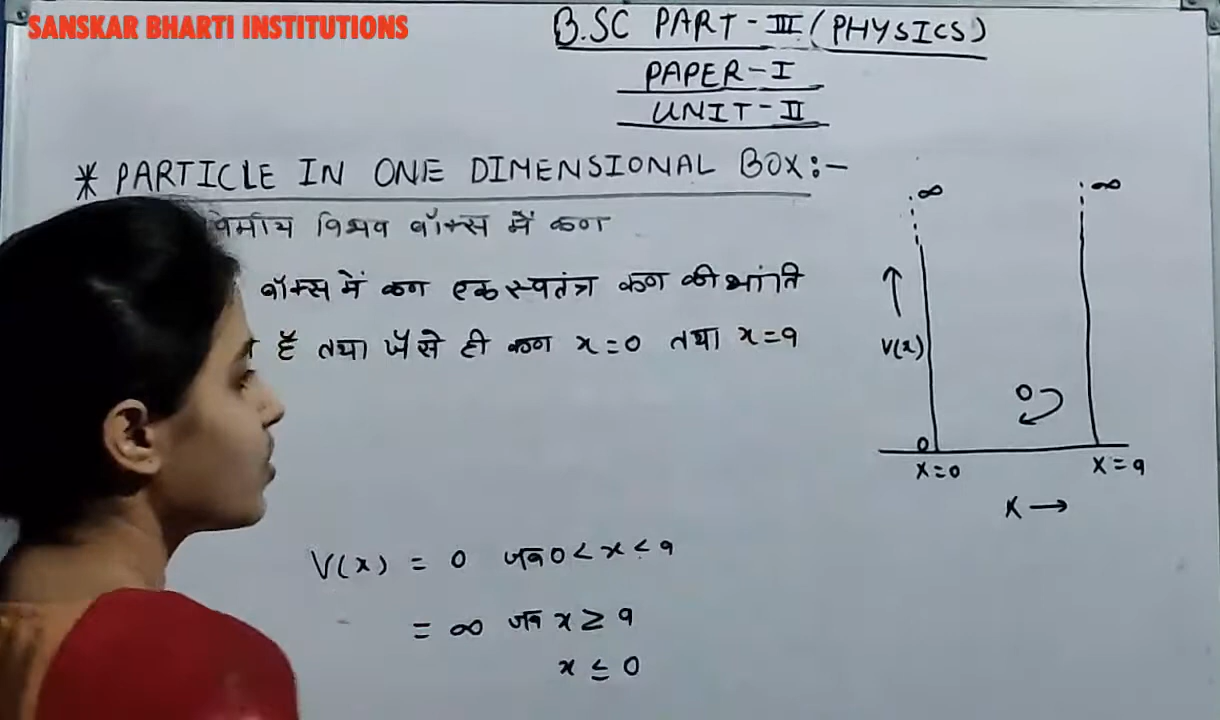 SANSKAR BHARTI INSTITUTIONS
B.SC PART-III (PHYSICS)
PAPER-I
UNIT-II
* PARTICLE IN ONE DIMENSIONAL BOX:-
विभव बॉक्स में कण
बॉक्स में कण एक स्वतंत्र कण की भांति
है तथा जैसे ही कण x=0 तथा x=a
V(x) = 0 जब 0 < x < a
= ∞ जब x ≥ a
x ≤ 0
∞ ∞
↑
V(x)
0
x=0 x=a
x →